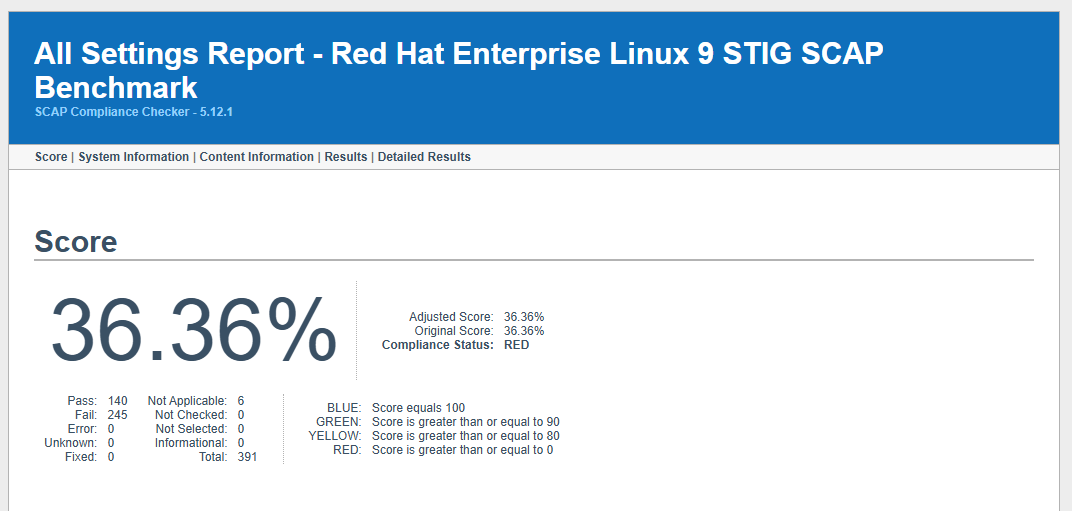 All Settings Report - Red Hat Enterprise Linux 9 STIG SCAP
Benchmark
SCAP Compliance Checker - 5.12.1
Score | System Information | Content Information | Results | Detailed Results
Score
36.36%
Adjusted Score: 36.36%
Original Score: 36.36%
Compliance Status: RED
Pass: 140 Not Applicable: 6
Fail: 245 Not Checked: 0
Error: 0 Not Selected: 0
Unknown: 0 Informational: 0
Fixed: 0 Total: 391
BLUE: Score equals 100
GREEN: Score is greater than or equal to 90
YELLOW: Score is greater than or equal to 80
RED: Score is greater than or equal to 0